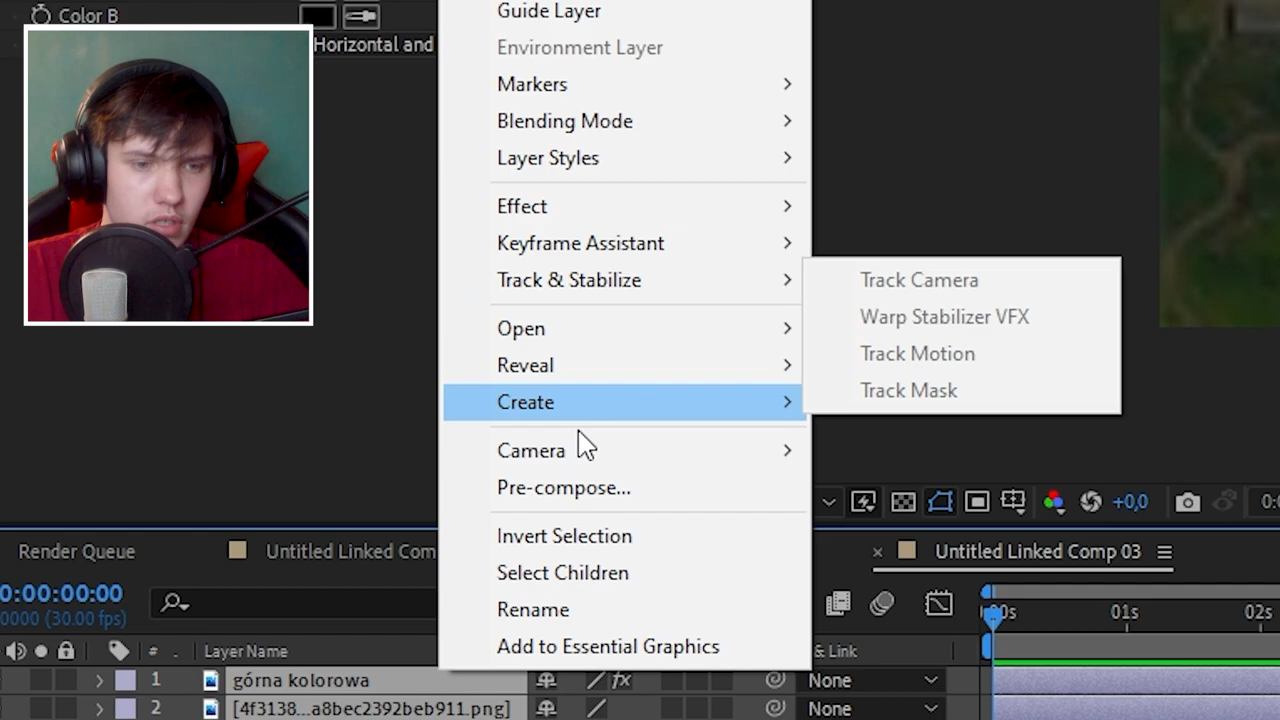 Color B
Horizontal and
Guide Layer
Environment Layer
Markers
Blending Mode
Layer Styles
Effect
Keyframe Assistant
Track & Stabilize
Open
Reveal
Create
Camera
Pre-compose...
Invert Selection
Select Children
Rename
Add to Essential Graphics
Track Camera
Warp Stabilizer VFX
Track Motion
Track Mask
+0,0
Render Queue
Untitled Linked Com
Untitled Linked Comp 03
0:00:00:00
0000 (30.00 fps)
00s 01s 02s
# . Layer Name
& Link
1 górna kolorowa fx None
2 [4f3138...a8bec2392beb911.png] None